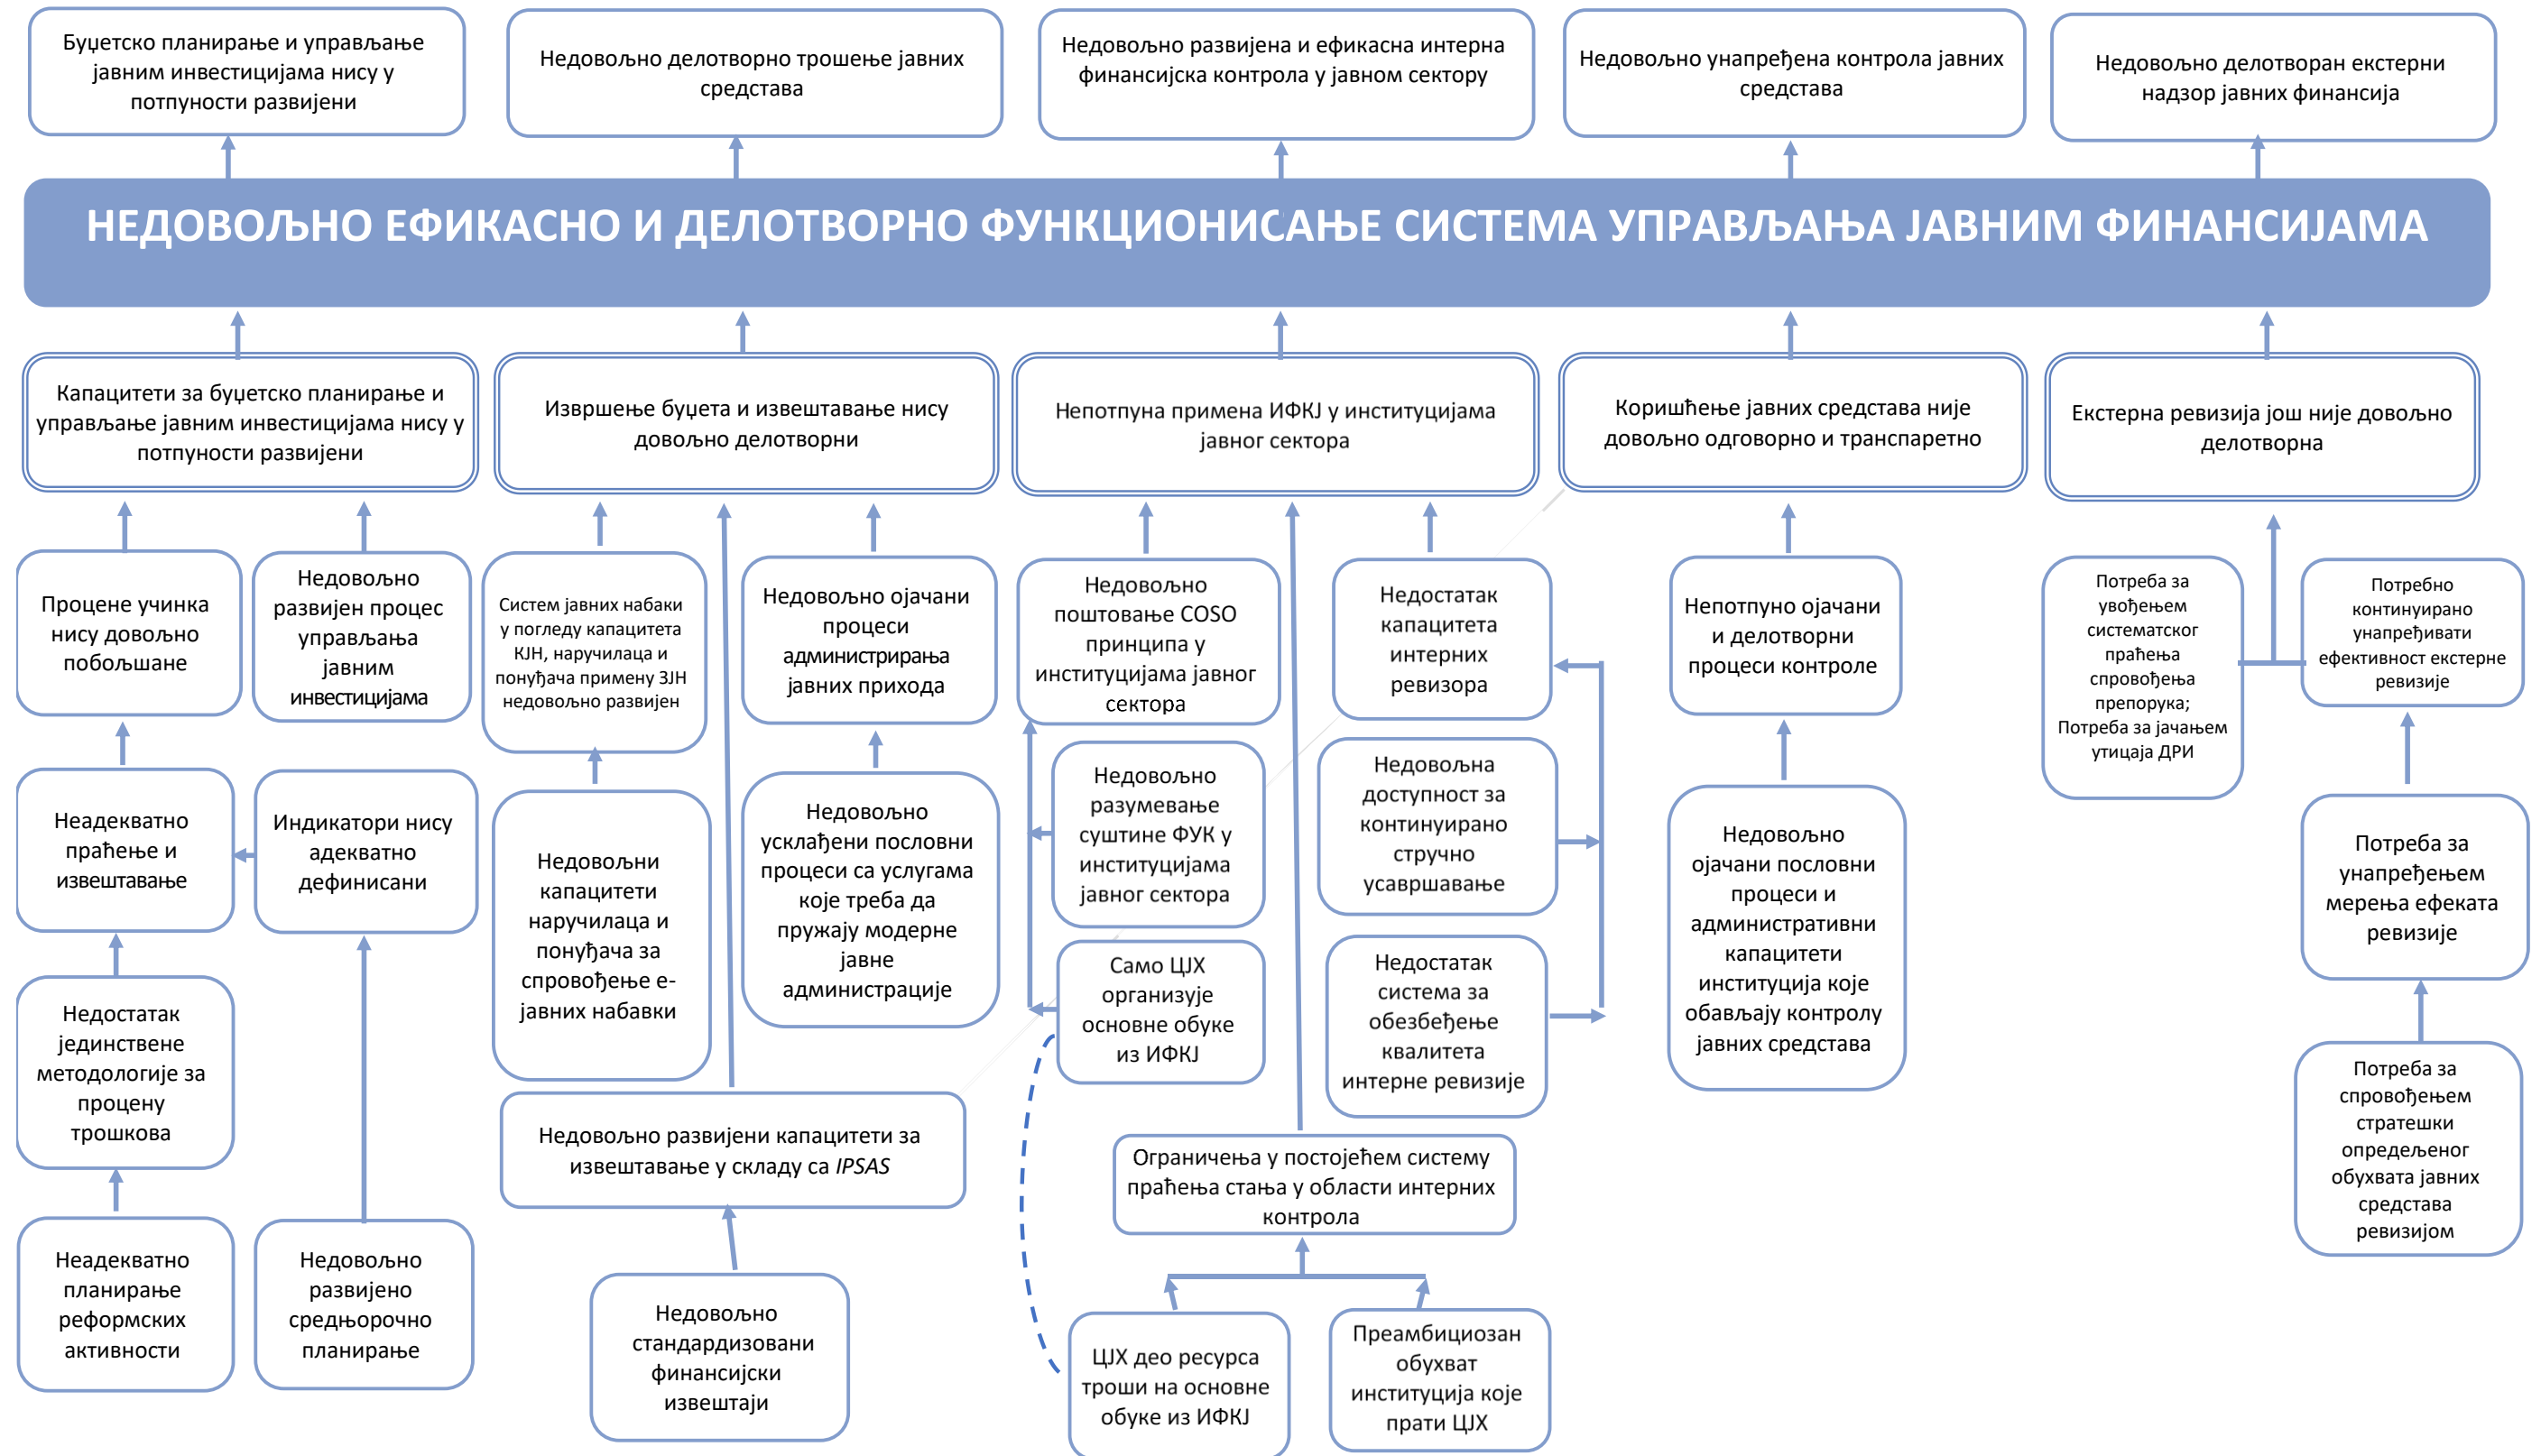 Буџетско планирање и управљање
јавним инвестицијама нису у
потпуности развијени
Недовољно делотворно трошење јавних
средстава
Недовољно развијена и ефикасна интерна
финансијска контрола у јавном сектору
Недовољно унапређена контрола јавних
средстава
Недовољно делотворан екстерни
надзор јавних финансија
НЕДОВОЉНО ЕФИКАСНО И ДЕЛОТВОРНО ФУНКЦИОНИСАЊЕ СИСТЕМА УПРАВЉАЊА ЈАВНИМ ФИНАНСИЈАМА
Капацитети за буџетско планирање и
управљање јавним инвестицијама нису у
потпуности развијени
Извршење буџета и извештавање нису
довољно делотворни
Непотпуна примена ИФКЈ у институцијама
јавног сектора
Коришћење јавних средстава није
довољно одговорно и транспаретно
Екстерна ревизија још није довољно
делотворна
Процене учинка
нису довољно
побољшане
Недовољно
развијен процес
управљања
јавним
инвестицијама
Систем јавних набаки
у погледу капацитета
КЈН, наручилаца и
понуђача примену ЗЈН
недовољно развијен
Недовољно ојачани
процеси
администрирања
јавних прихода
Недовољно
поштовање COSO
принципа у
институцијама јавног
сектора
Недостатак
капацитета
интерних
ревизора
Непотпуно ојачани
и делотворни
процеси контроле
Потреба за
увођењем
систематског
праћења
спровођења
препорука;
Потреба за јачањем
утицаја ДРИ
Потребно
континуирано
унапређивати
ефективност екстерне
ревизије
Неадекватно
праћење и
извештавање
Индикатори нису
адекватно
дефинисани
Недовољни
капацитети
наручилаца и
понуђача за
спровођење е-
јавних набавки
Недовољно
усклађени пословни
процеси са услугама
које треба да
пружају модерне
јавне
администрације
Недовољно
разумевање
суштине ФУК у
институцијама
јавног сектора
Недовољна
доступност за
континуирано
стручно
усавршавање
Недовољно
ојачани пословни
процеси и
административни
капацитети
институција које
обављају контролу
јавних средстава
Потреба за
унапређењем
мерења ефеката
ревизије
Недостатак
јединствене
методологије за
процену
трошкова
Само ЦЈХ
организује
основне обуке
из ИФКЈ
Недостатак
система за
обезбеђење
квалитета
интерне ревизије
Потреба за
спровођењем
стратешки
опредељеног
обухвата јавних
средстава
ревизијом
Недовољно развијени капацитети за
извештавање у складу са IPSAS
Ограничења у постојећем систему
праћења стања у области интерних
контрола
Неадекватно
планирање
реформских
активности
Недовољно
развијено
средњорочно
планирање
Недовољно
стандардизовани
финансијски
извештаји
ЦЈХ део ресурса
троши на основне
обуке из ИФКЈ
Преамбициозан
обухват
институција које
прати ЦЈХ